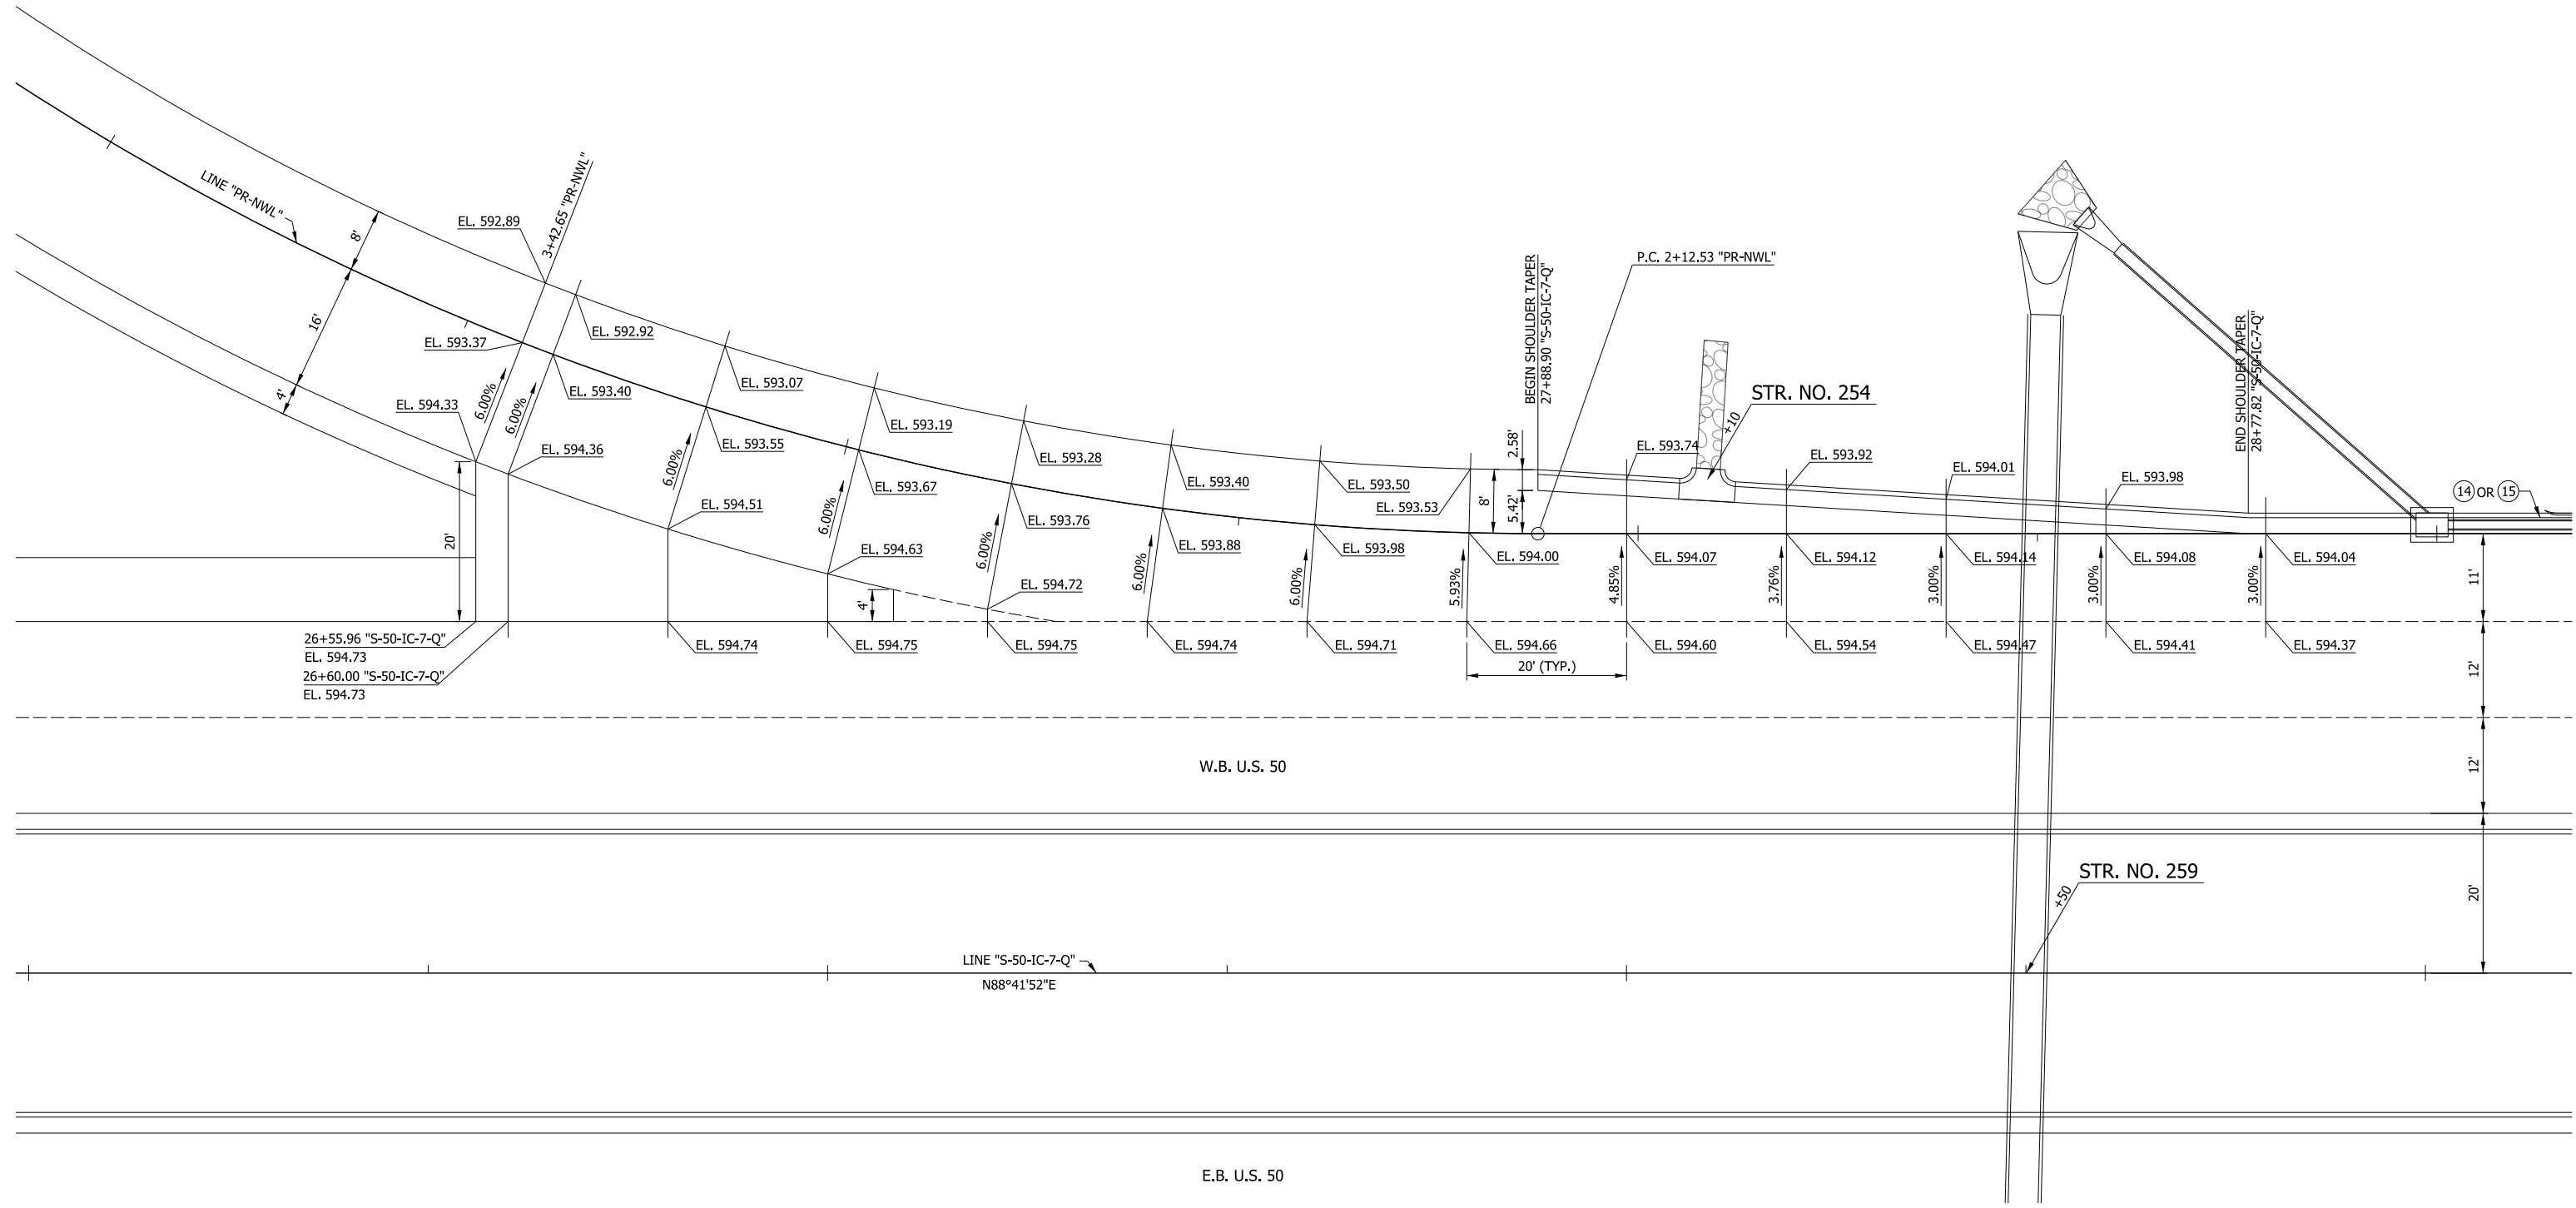 LINE "PR-NWL"
8'
16'
4'
3+42.65 "PR-NWL"
EL. 592.89
EL. 592.92
EL. 593.37
EL. 593.40
EL. 594.33
EL. 594.36
6.00%
6.00%
20'
26+55.96 "S-50-IC-7-Q"
EL. 594.73
26+60.00 "S-50-IC-7-Q"
EL. 594.73
EL. 593.07
EL. 593.55
6.00%
EL. 594.51
EL. 594.74
EL. 593.19
EL. 593.67
6.00%
EL. 594.63
4'
EL. 594.75
EL. 593.28
EL. 593.76
6.00%
EL. 594.72
EL. 594.75
EL. 593.40
EL. 593.88
6.00%
EL. 594.74
EL. 593.50
EL. 593.98
6.00%
EL. 594.71
EL. 593.53
8'
2.58'
5.42'
EL. 594.00
5.93%
EL. 594.66
20' (TYP.)
BEGIN SHOULDER TAPER
27+88.90 "S-50-IC-7-Q"
P.C. 2+12.53 "PR-NWL"
EL. 593.74
EL. 594.07
4.85%
EL. 594.60
STR. NO. 254
+10
EL. 593.92
EL. 594.12
3.76%
EL. 594.54
EL. 594.01
EL. 594.14
3.00%
EL. 594.47
EL. 593.98
EL. 594.08
3.00%
EL. 594.41
END SHOULDER TAPER
28+77.82 "S-50-IC-7-Q"
EL. 594.04
3.00%
EL. 594.37
14 OR 15
11'
12'
12'
20'
W.B. U.S. 50
STR. NO. 259
+50
LINE "S-50-IC-7-Q"
N88°41'52"E
E.B. U.S. 50